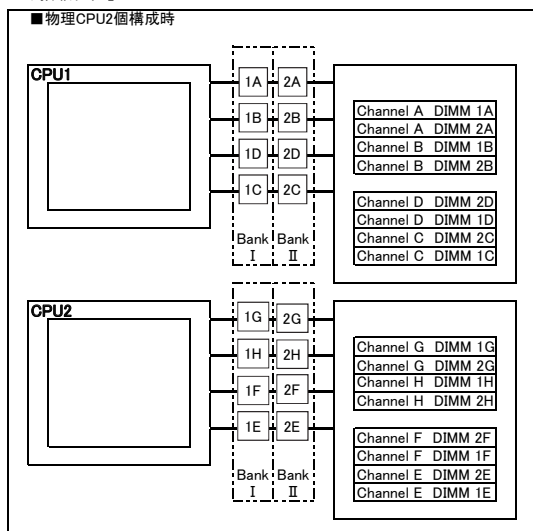 ■物理CPU2個構成時
CPU1
1A 2A
1B 2B
1D 2D
1C 2C
Bank Bank
Ⅰ Ⅱ
Channel A DIMM 1A
Channel A DIMM 2A
Channel B DIMM 1B
Channel B DIMM 2B
Channel D DIMM 2D
Channel D DIMM 1D
Channel C DIMM 2C
Channel C DIMM 1C
CPU2
1G 2G
1H 2H
1F 2F
1E 2E
Bank Bank
Ⅰ Ⅱ
Channel G DIMM 1G
Channel G DIMM 2G
Channel H DIMM 1H
Channel H DIMM 2H
Channel F DIMM 2F
Channel F DIMM 1F
Channel E DIMM 2E
Channel E DIMM 1E